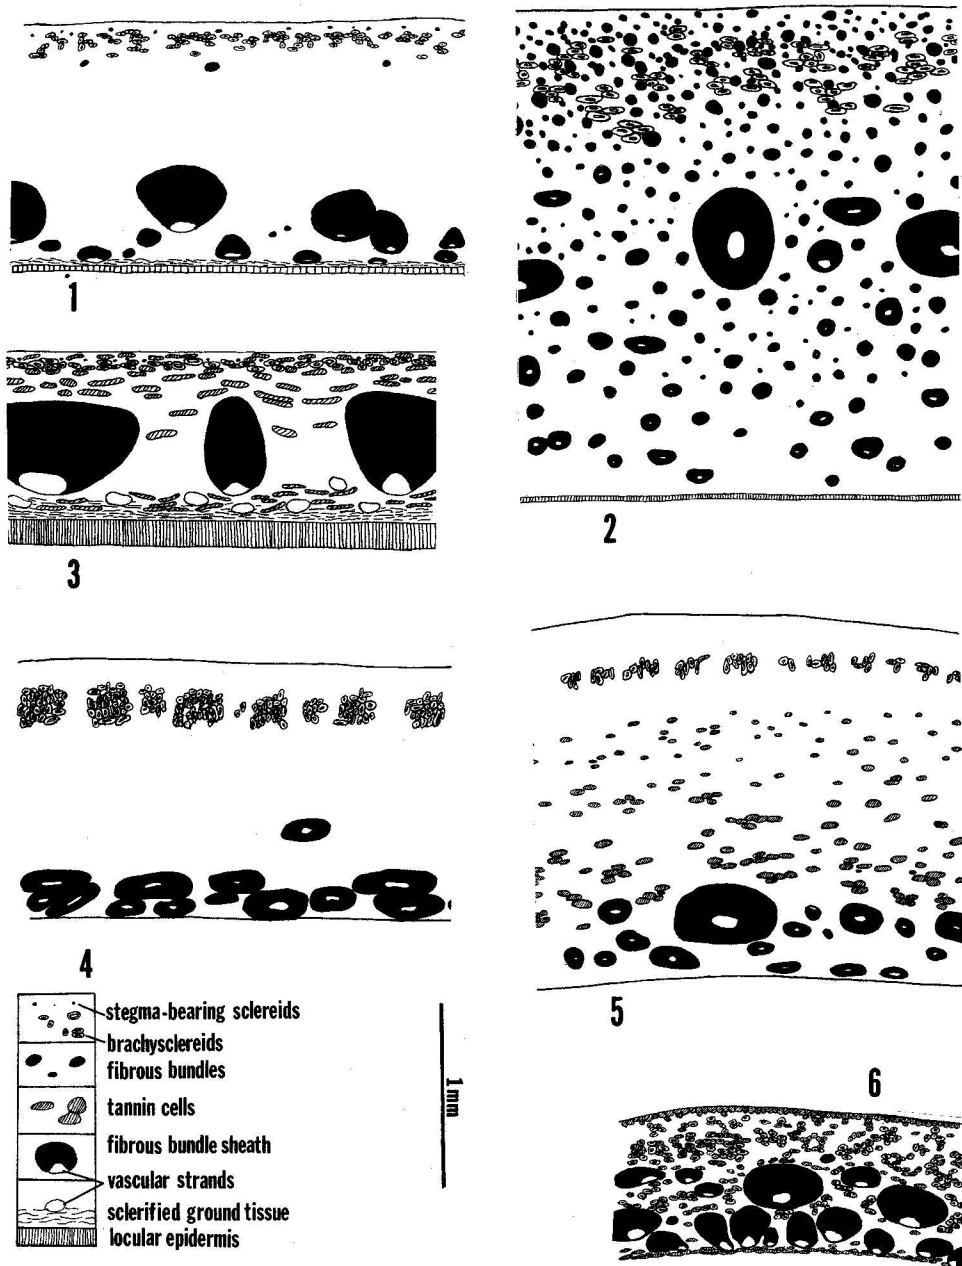 1
2
3
4
5
6
stegma-bearing sclereids
brachysclereids
fibrous bundles
tannin cells
fibrous bundle sheath
vascular strands
sclerified ground tissue
locular epidermis
1mm